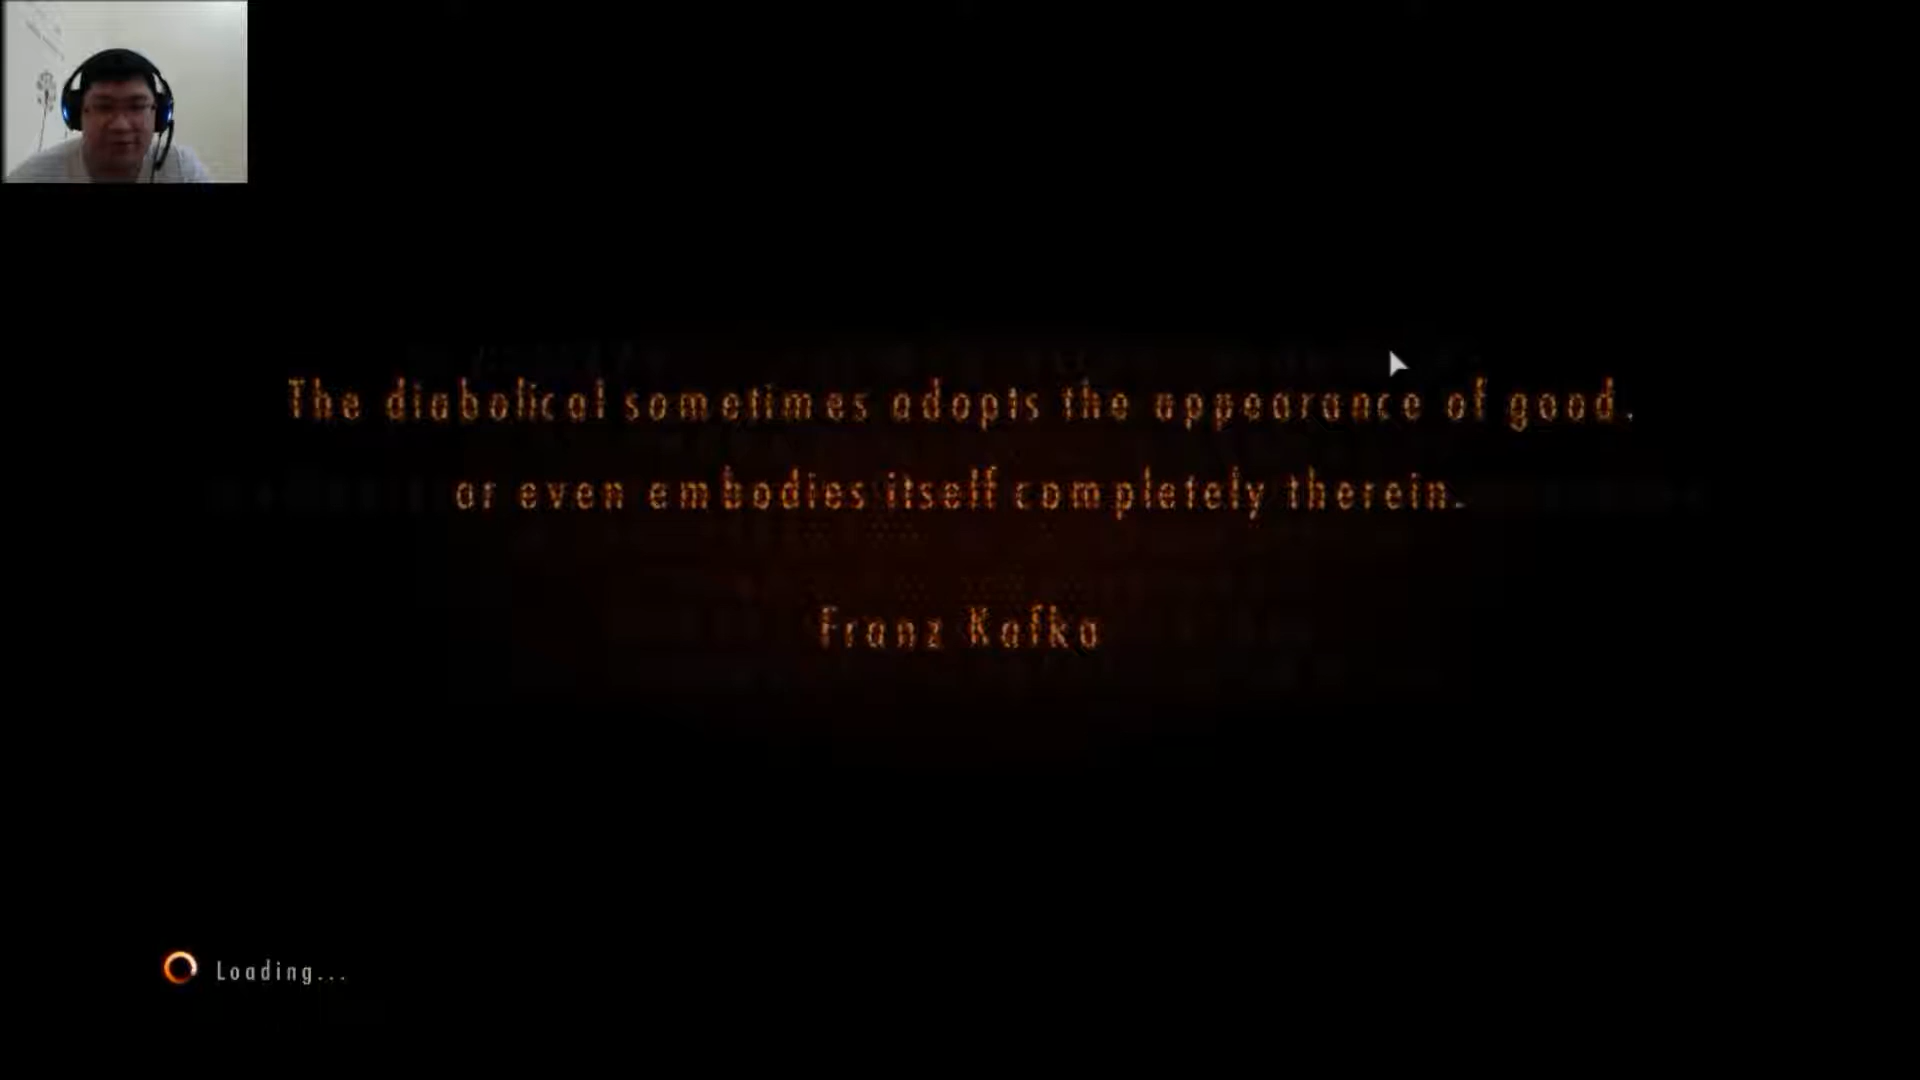 The diabolical sometimes adopts the appearance of good.
or even embodies itself completely therein.
Franz Kafka
Loading...